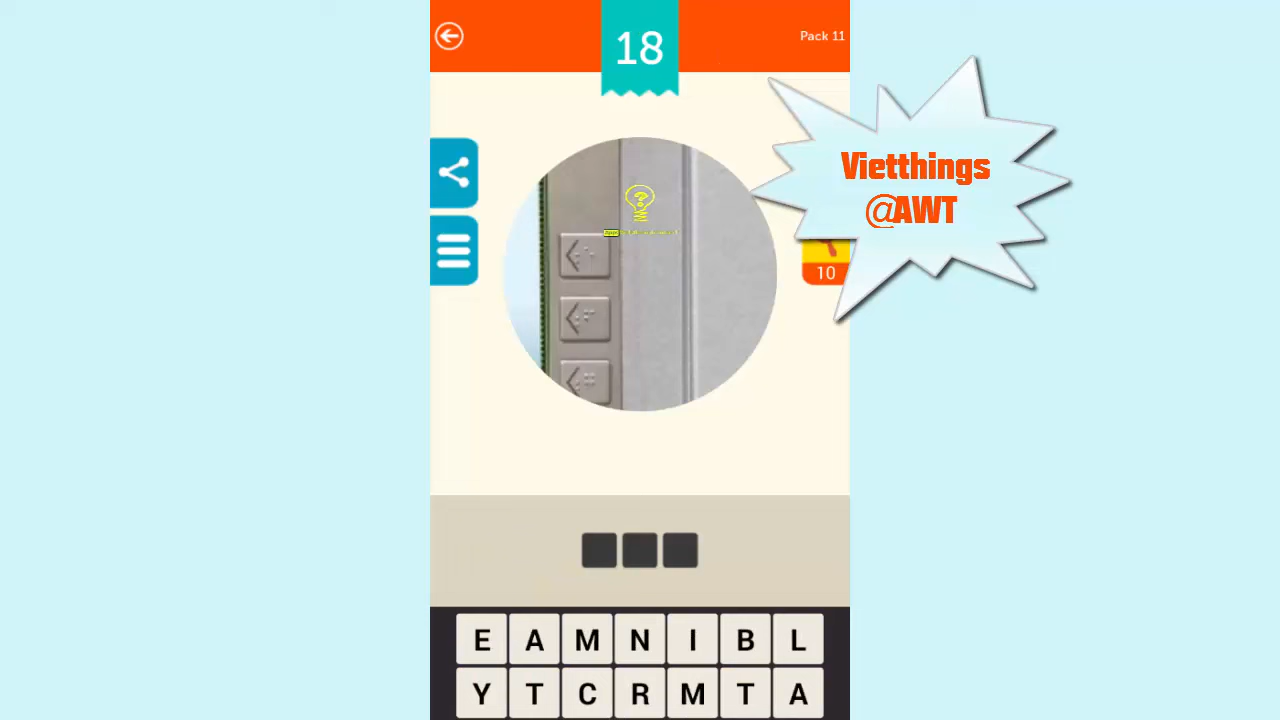 18
Pack 11
Vietthings
@AWT
10
E A M N I B L
Y T C R M T A